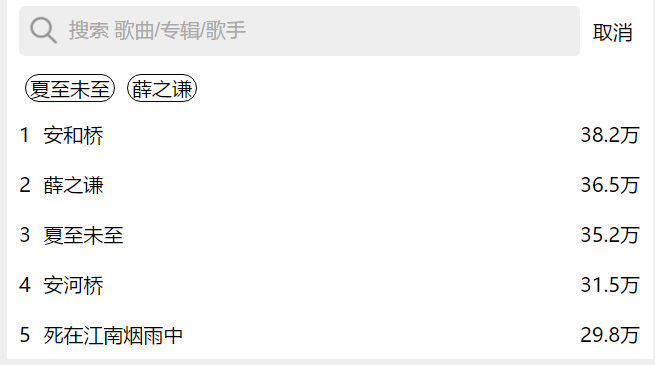 搜索 歌曲/专辑/歌手 取消
夏至未至 薛之谦
1 安和桥 38.2万
2 薛之谦 36.5万
3 夏至未至 35.2万
4 安河桥 31.5万
5 死在江南烟雨中 29.8万